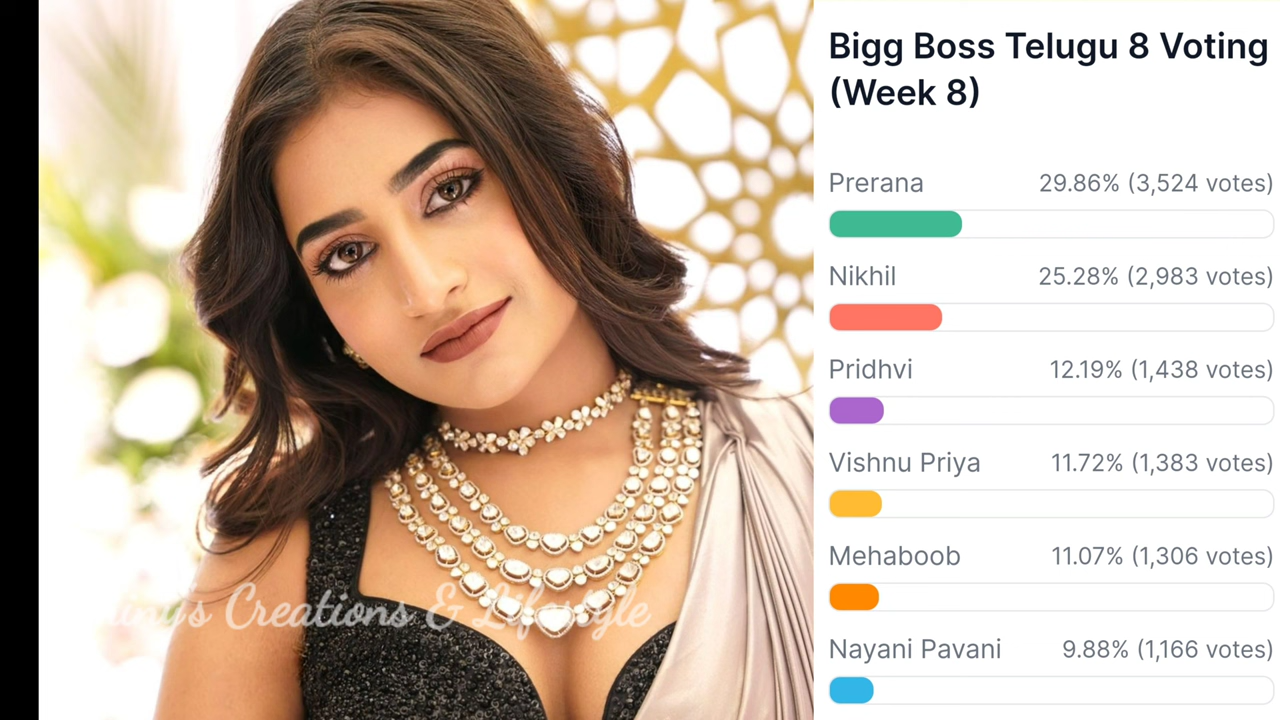 Bigg Boss Telugu 8 Voting
(Week 8)
Prerana 29.86% (3,524 votes)
Nikhil 25.28% (2,983 votes)
Pridhvi 12.19% (1,438 votes)
Vishnu Priya 11.72% (1,383 votes)
Mehaboob 11.07% (1,306 votes)
Nayani Pavani 9.88% (1,166 votes)
Creations & Lifestyle